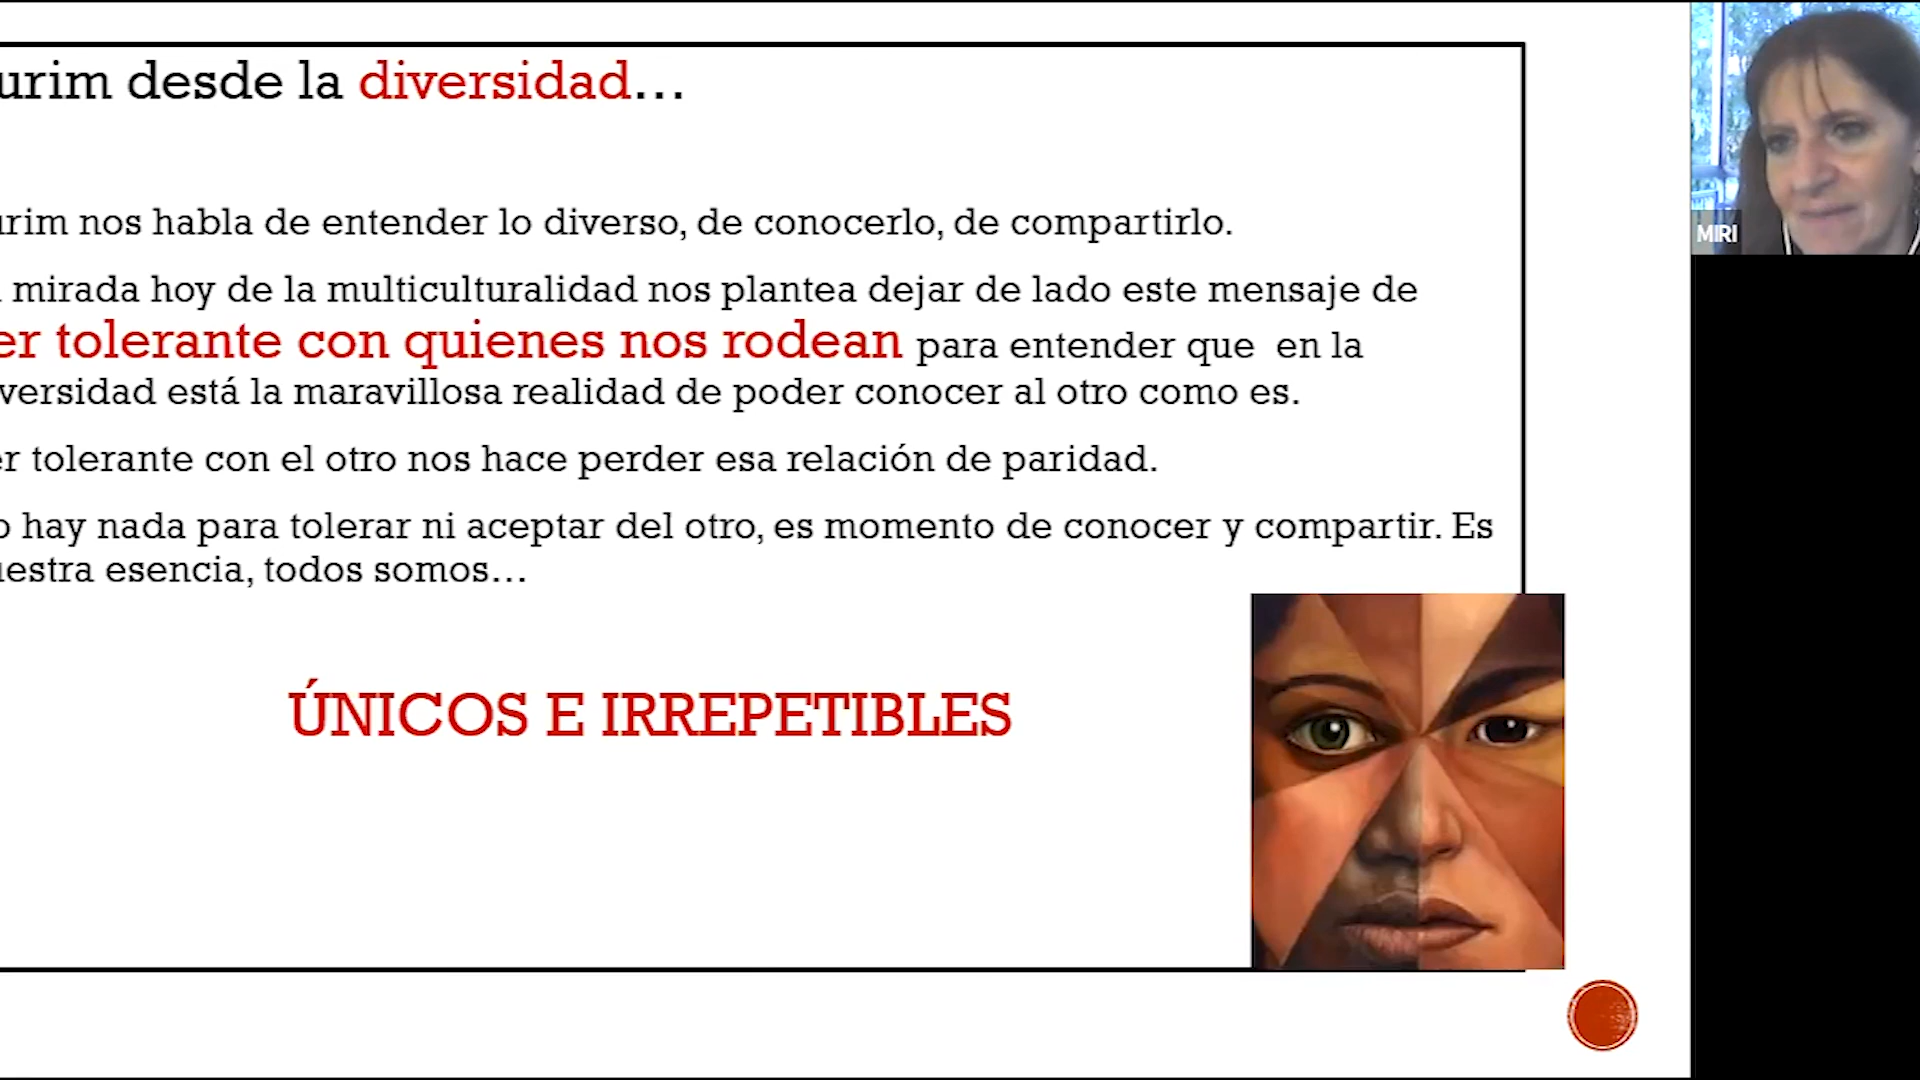 urim desde la diversidad...
urim nos habla de entender lo diverso, de conocerlo, de compartirlo.
mirada hoy de la multiculturalidad nos plantea dejar de lado este mensaje de
er tolerante con quienes nos rodean para entender que en la
versidad está la maravillosa realidad de poder conocer al otro como es.
er tolerante con el otro nos hace perder esa relación de paridad.
o hay nada para tolerar ni aceptar del otro, es momento de conocer y compartir. Es
uestra esencia, todos somos...
ÚNICOS E IRREPETIBLES
MIRI